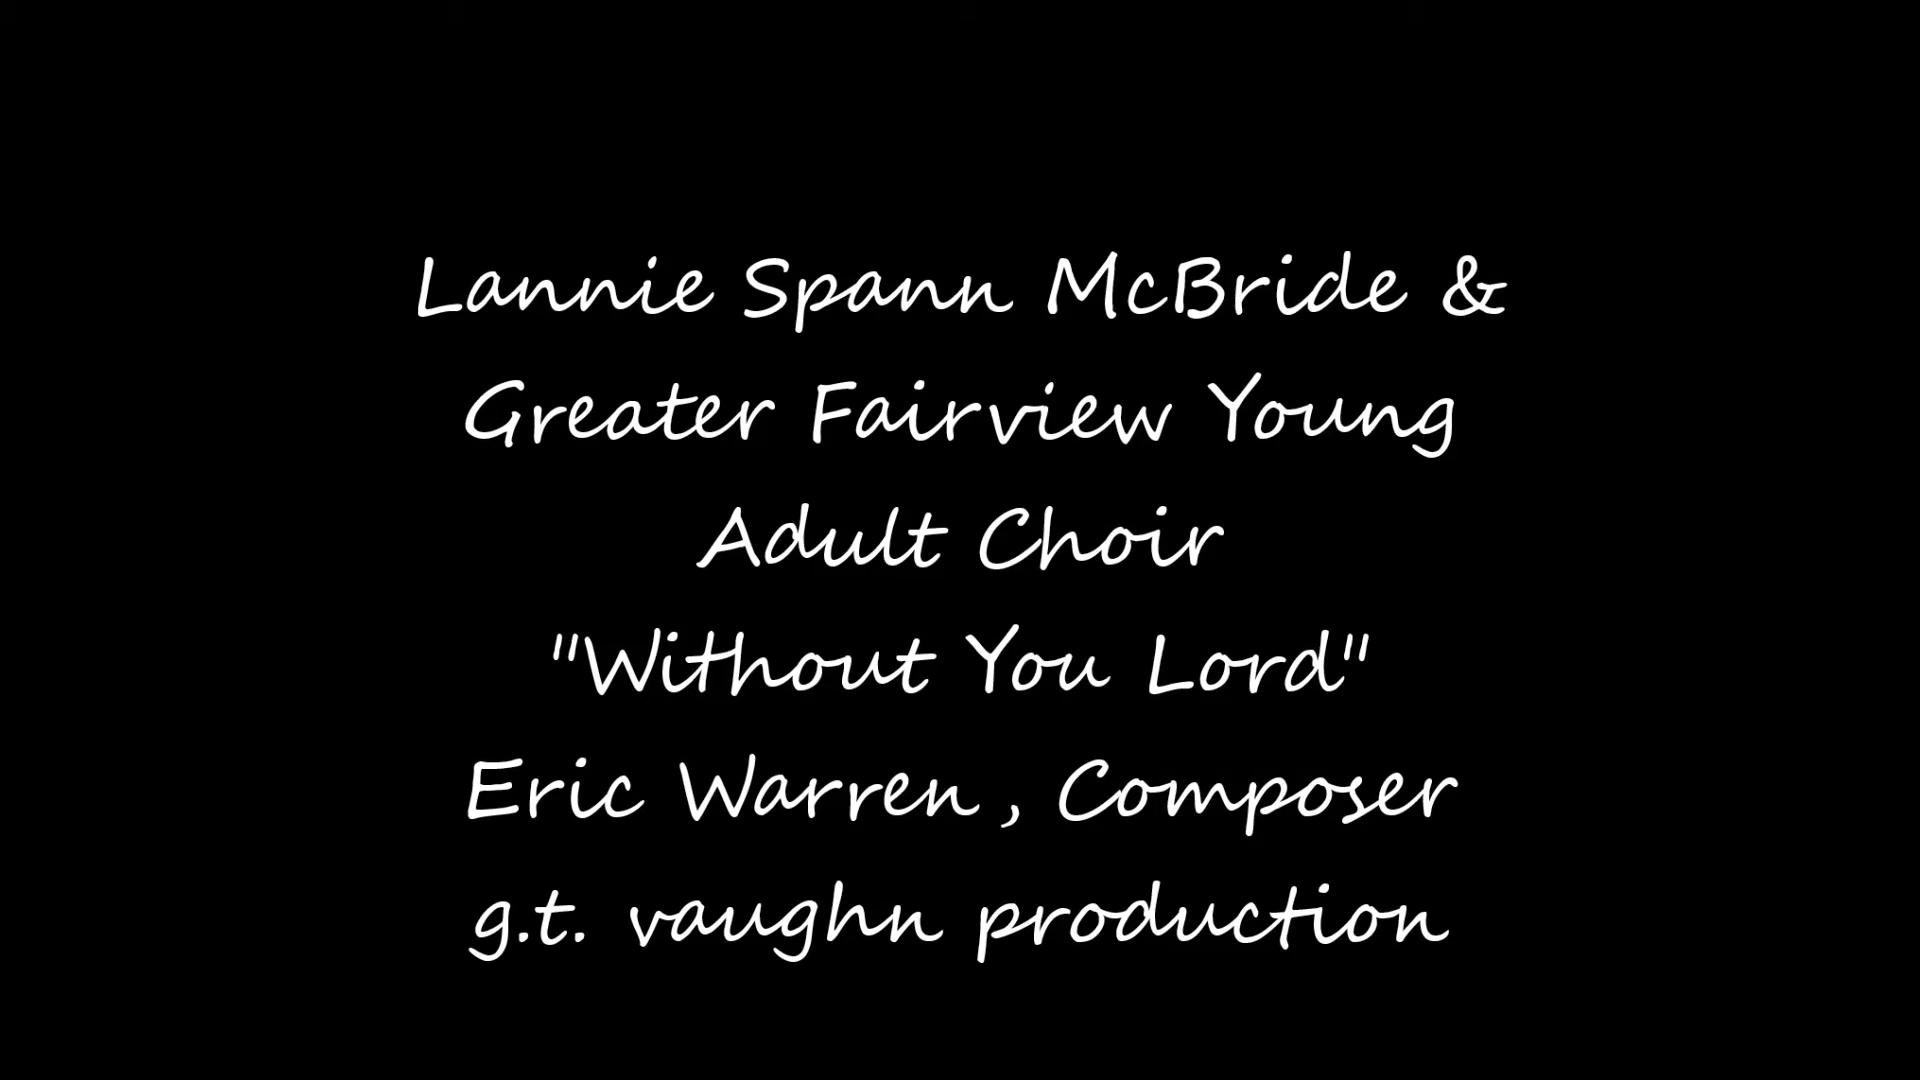 Lannie Spann McBride &
Greater Fairview Young
Adult Choir
"Without You Lord"
Eric Warren , Composer
g.t. vaughn production